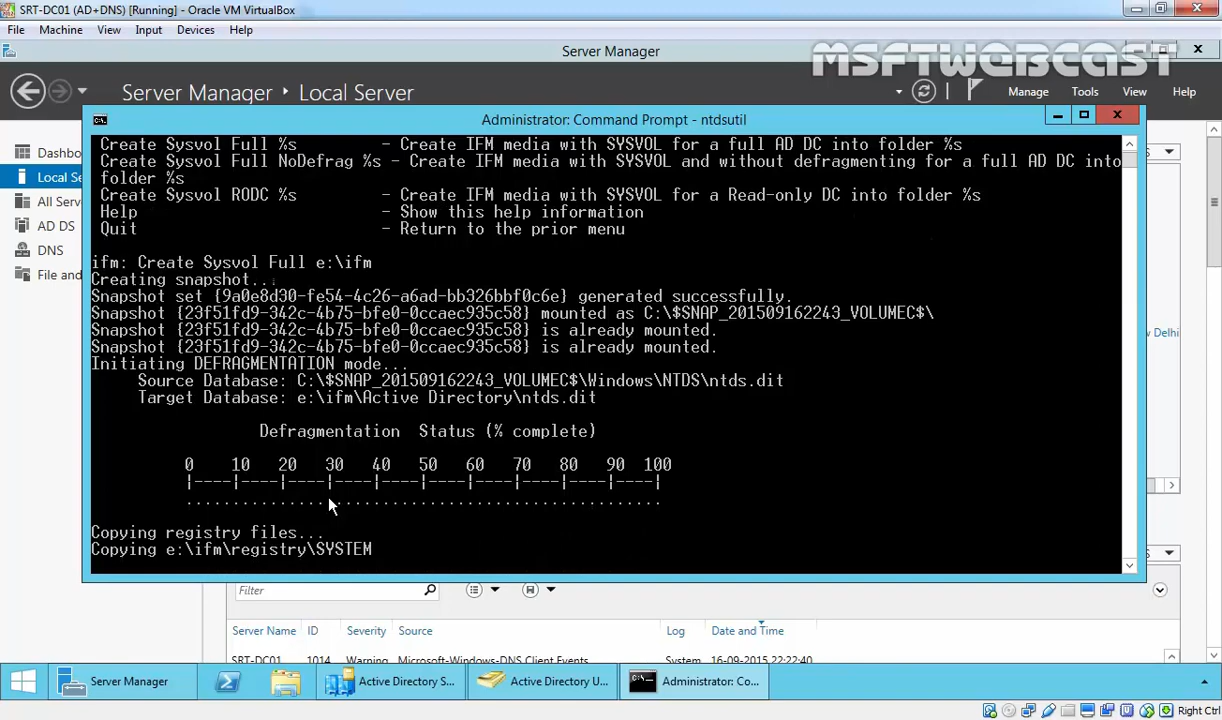 SRT-DC01 (AD+DNS) [Running] - Oracle VM VirtualBox
File Machine View Input Devices Help
Server Manager
MSFTWEBCAST
Server Manager Local Server
Manage Tools View Help
Administrator: Command Prompt - ntdsutil
Create Sysvol Full %s - Create IFM media with SYSVOL for a full AD DC into folder %s
Create Sysvol Full NoDefrag %s - Create IFM media with SYSVOL and without defragmenting for a full AD DC into
folder %s
Create Sysvol RODC %s - Create IFM media with SYSVOL for a Read-only DC into folder %s
Help - Show this help information
Quit - Return to the prior menu
ifm: Create Sysvol Full e:\ifm
Creating snapshot...
Snapshot set {9a0e8d30-fe54-4c26-a6ad-bb326bbf0c6e} generated successfully.
Snapshot {23f51fd9-342c-4b75-bfe0-0ccaec935c58} mounted as C:\$SNAP_201509162243_VOLUMEC$\
Snapshot {23f51fd9-342c-4b75-bfe0-0ccaec935c58} is already mounted.
Snapshot {23f51fd9-342c-4b75-bfe0-0ccaec935c58} is already mounted.
Initiating DEFRAGMENTATION mode...
Source Database: C:\$SNAP_201509162243_VOLUMEC$\Windows\NTDS\ntds.dit
Target Database: e:\ifm\Active Directory\ntds.dit
Defragmentation Status (% complete)
0 10 20 30 40 50 60 70 80 90 100
|----|----|----|----|----|----|----|----|----|----|
...................................................
Copying registry files...
Copying e:\ifm\registry\SYSTEM
Dashbo
Local Se
All Serv
AD DS
DNS
File and
New Delhi
Filter
Server Name ID Severity Source Log Date and Time
SRT-DC01 1014 Warning Microsoft-Windows-DNS Client Events System 16-09-2015 22:22:40
Server Manager
Active Directory S...
Active Directory U...
Administrator: Co...
Right Ctrl